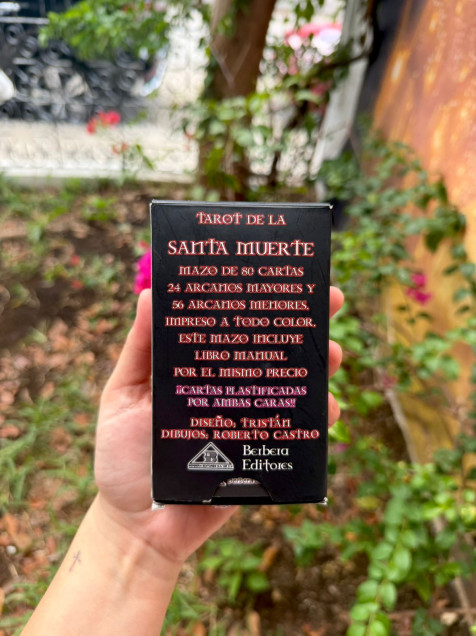 TAROT DE LA
SANTA MUERTE
MAZO DE 80 CARTAS
24 ARCANOS MAYORES Y
56 ARCANOS MENORES,
IMPRESO A TODO COLOR.
ESTE MAZO INCLUYE
LIBRO MANUAL
POR EL MISMO PRECIO
¡¡CARTAS PLASTIFICADAS
POR AMBAS CARAS!!
DISEÑO: TRISTÁN
DIBUJOS: ROBERTO CASTRO
Berbera
Editores